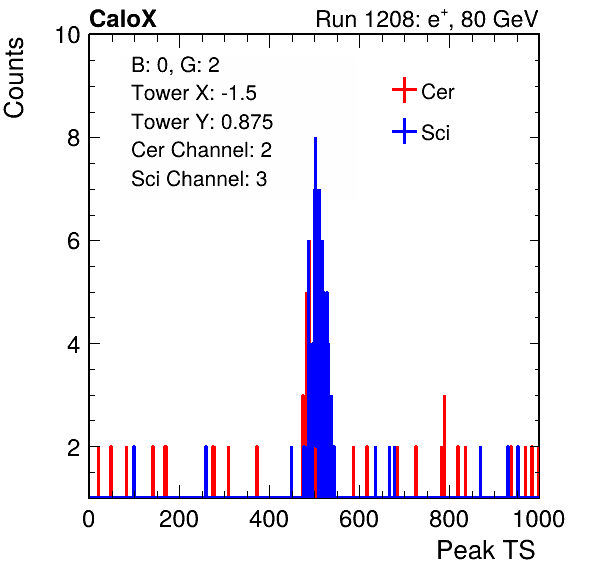 CaloX Run 1208: e⁺, 80 GeV
Counts
10
8
6
4
2
B: 0, G: 2
Tower X: -1.5
Tower Y: 0.875
Cer Channel: 2
Sci Channel: 3
Cer
Sci
0 200 400 600 800 1000
Peak TS